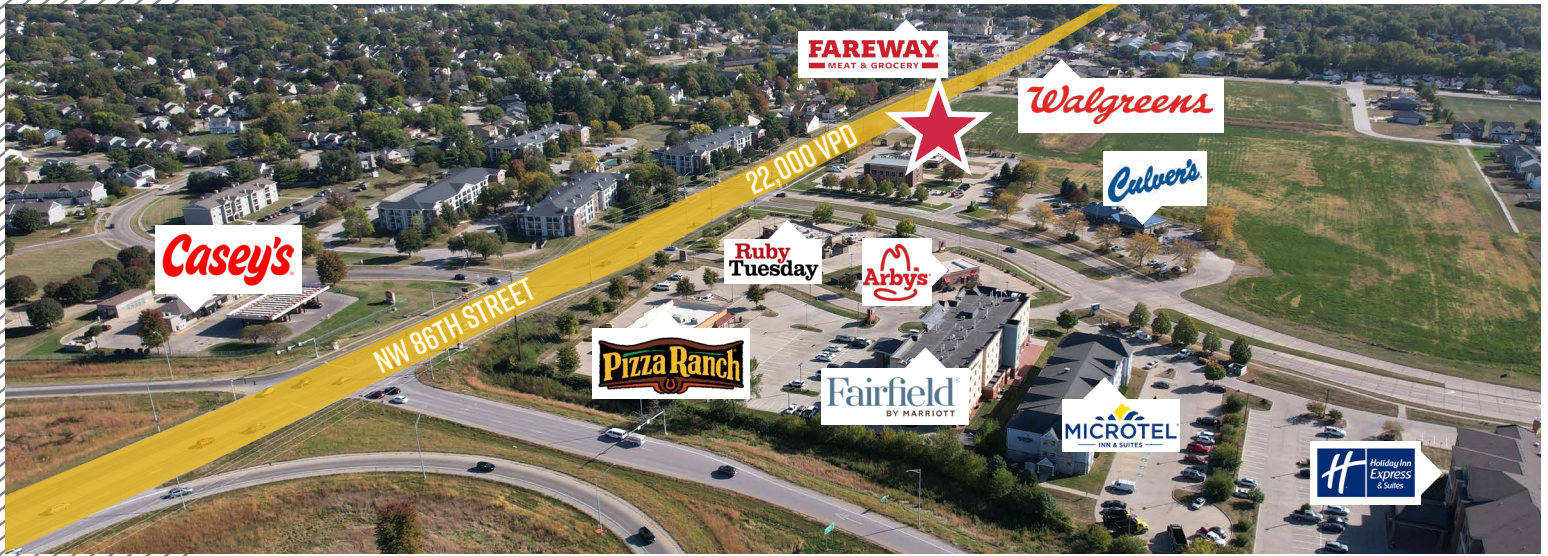 FAREWAY
MEAT & GROCERY
Walgreens
22,000 VPD
Culver's
Casey's
Ruby
Tuesday
Arby's
NW 86TH STREET
Pizza Ranch
Fairfield
BY MARRIOTT
MICROTEL
INN & SUITES
H
Holiday Inn
Express
& Suites